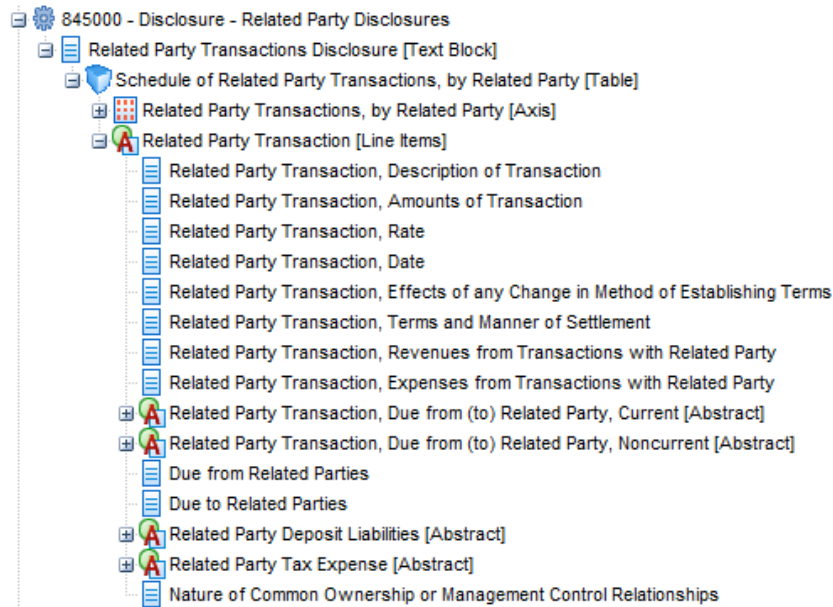 845000 - Disclosure - Related Party Disclosures
Related Party Transactions Disclosure [Text Block]
Schedule of Related Party Transactions, by Related Party [Table]
Related Party Transactions, by Related Party [Axis]
Related Party Transaction [Line Items]
Related Party Transaction, Description of Transaction
Related Party Transaction, Amounts of Transaction
Related Party Transaction, Rate
Related Party Transaction, Date
Related Party Transaction, Effects of any Change in Method of Establishing Terms
Related Party Transaction, Terms and Manner of Settlement
Related Party Transaction, Revenues from Transactions with Related Party
Related Party Transaction, Expenses from Transactions with Related Party
Related Party Transaction, Due from (to) Related Party, Current [Abstract]
Related Party Transaction, Due from (to) Related Party, Noncurrent [Abstract]
Due from Related Parties
Due to Related Parties
Related Party Deposit Liabilities [Abstract]
Related Party Tax Expense [Abstract]
Nature of Common Ownership or Management Control Relationships